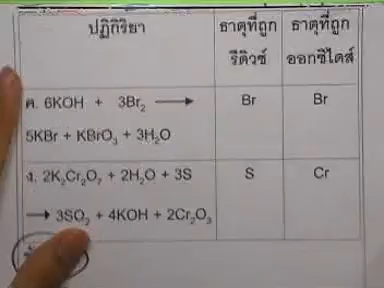 ปฏิกิริยา
ธาตุที่ถูก
รีดิวซ์
ธาตุที่ถูก
ออกซิไดส์
ค. 6KOH + 3Br₂ ⟶
5KBr + KBrO₃ + 3H₂O
Br
Br
ง. 2K₂Cr₂O₇ + 2H₂O + 3S
⟶ 3SO₂ + 4KOH + 2Cr₂O₃
S
Cr